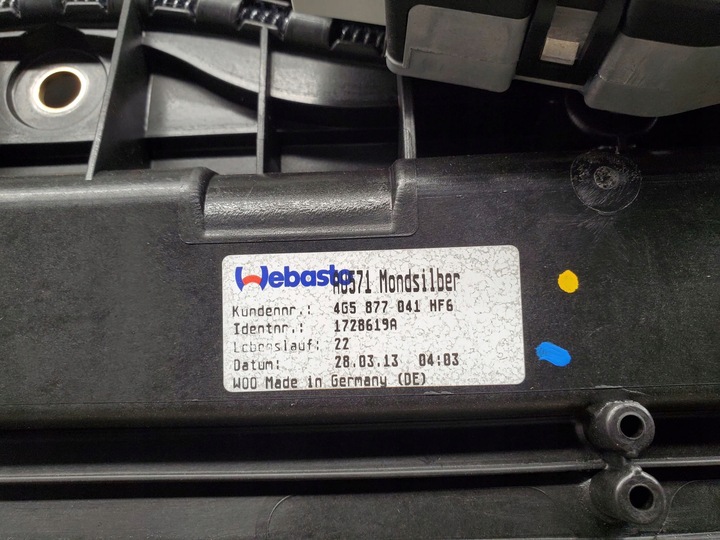 Webasto AU571 Mondsilber
Kundennr.: 4G5 877 041 HF6
Identnr.: 1728619A
Lebenslauf: 22
Datum: 28.03.13 04:03
W00 Made in Germany (DE)